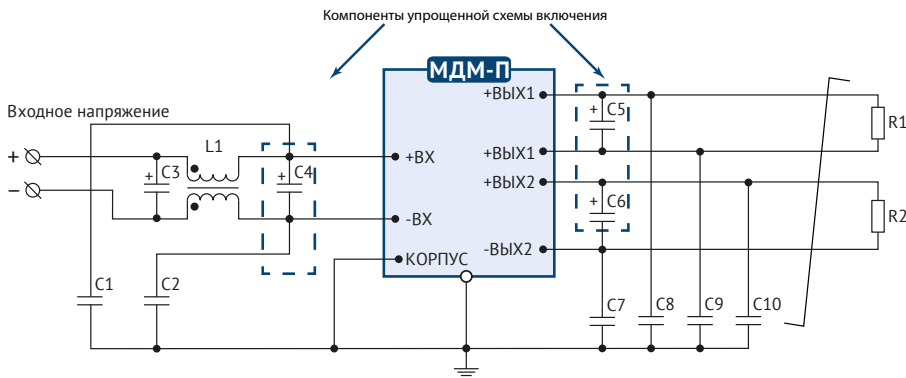 Компоненты упрощенной схемы включения
МДМ-П
Входное напряжение
+ВЫХ1
+ C5
R1
L1
+
+ C3
+ C4
+ВХ
+ВЫХ1
+ВЫХ2
−
-ВХ
+ C6
R2
КОРПУС
-ВЫХ2
C1
C2
C7
C8
C9
C10